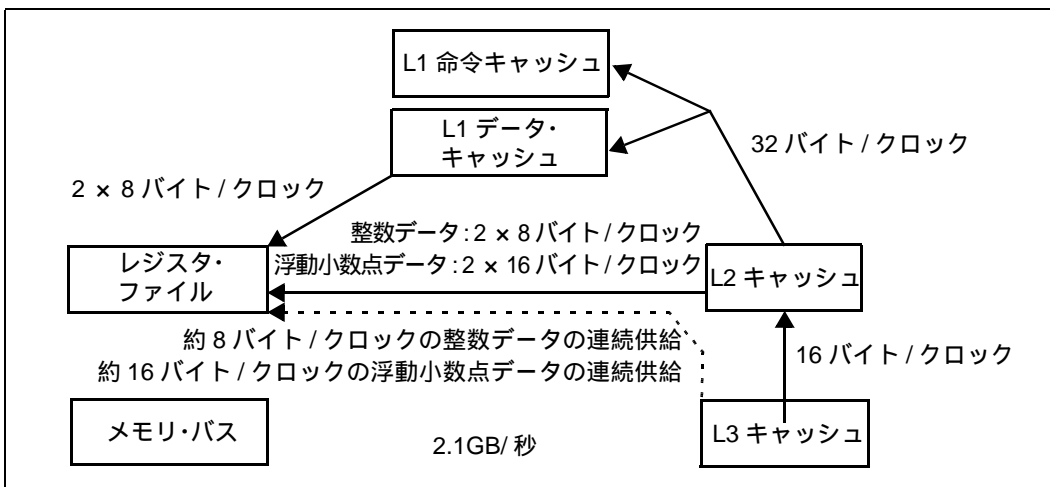 L1 命令キャッシュ
L1 データ・
キャッシュ
32 バイト / クロック
2 × 8 バイト / クロック
整数データ : 2 × 8 バイト / クロック
浮動小数点データ : 2 × 16 バイト / クロック
レジスタ・
ファイル
L2 キャッシュ
約 8 バイト / クロックの整数データの連続供給
約 16 バイト / クロックの浮動小数点データの連続供給
16 バイト / クロック
メモリ・バス
2.1GB/ 秒
L3 キャッシュ